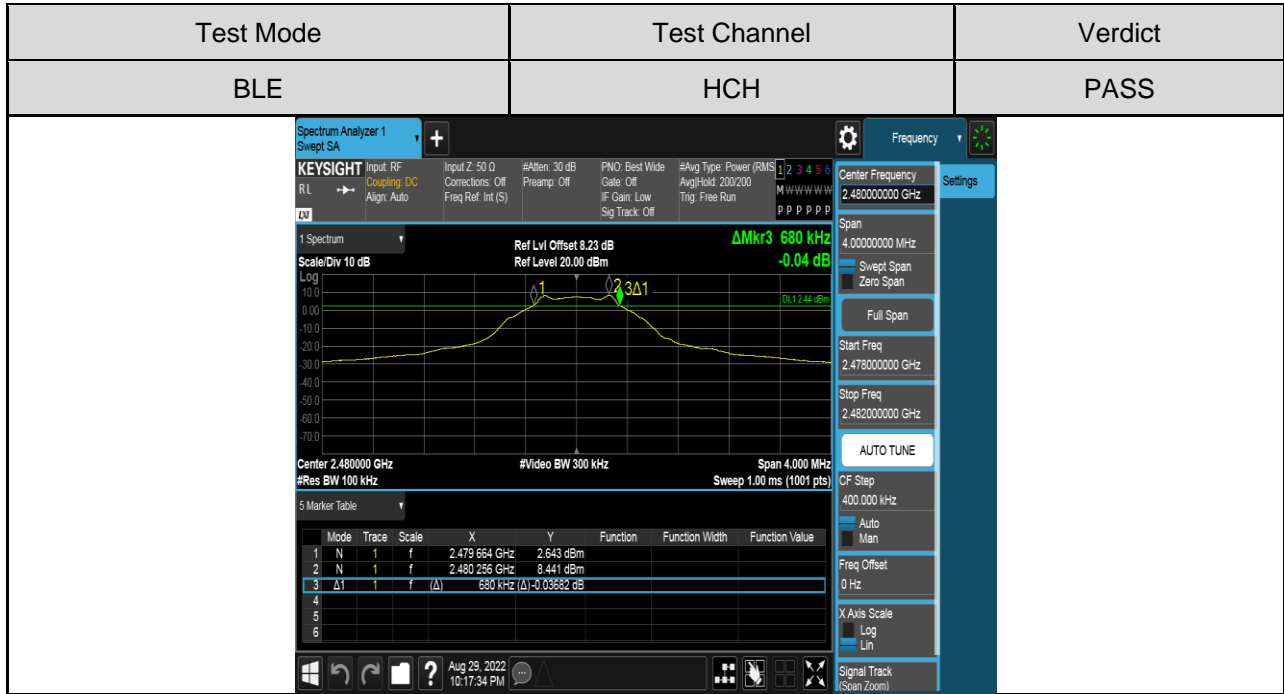 Test Mode Test Channel Verdict
BLE HCH PASS
Spectrum Analyzer 1
Swept SA
+
Frequency
KEYSIGHT Input: RF
Coupling: DC
Align: Auto
RL
LXI
Input Z: 50 Ω
Corrections: Off
Freq Ref: Int (S)
#Atten: 30 dB
Preamp: Off
PNO: Best Wide
Gate: Off
IF Gain: Low
Sig Track: Off
#Avg Type: Power (RMS
Avg|Hold: 200/200
Trig: Free Run
1 2 3 4 5 6
M W W W W W
P P P P P P
1 Spectrum
Scale/Div 10 dB
Ref Lvl Offset 8.23 dB
Ref Level 20.00 dBm
ΔMkr3 680 kHz
-0.04 dB
Log
10.0
0.00
-10.0
-20.0
-30.0
-40.0
-50.0
-60.0
-70.0
1
2
3Δ1
DL1 2.44 dBm
Center 2.480000 GHz #Video BW 300 kHz Span 4.000 MHz
#Res BW 100 kHz Sweep 1.00 ms (1001 pts)
5 Marker Table
Mode Trace Scale X Y Function Function Width Function Value
1 N 1 f 2.479 664 GHz 2.643 dBm
2 N 1 f 2.480 256 GHz 8.441 dBm
3 Δ1 1 f (Δ) 680 kHz (Δ) -0.03682 dB
4
5
6
?
Aug 29, 2022
10:17:34 PM
Center Frequency
2.480000000 GHz
Settings
Span
4.00000000 MHz
Swept Span
Zero Span
Full Span
Start Freq
2.478000000 GHz
Stop Freq
2.482000000 GHz
AUTO TUNE
CF Step
400.000 kHz
Auto
Man
Freq Offset
0 Hz
X Axis Scale
Log
Lin
Signal Track
(Span Zoom)